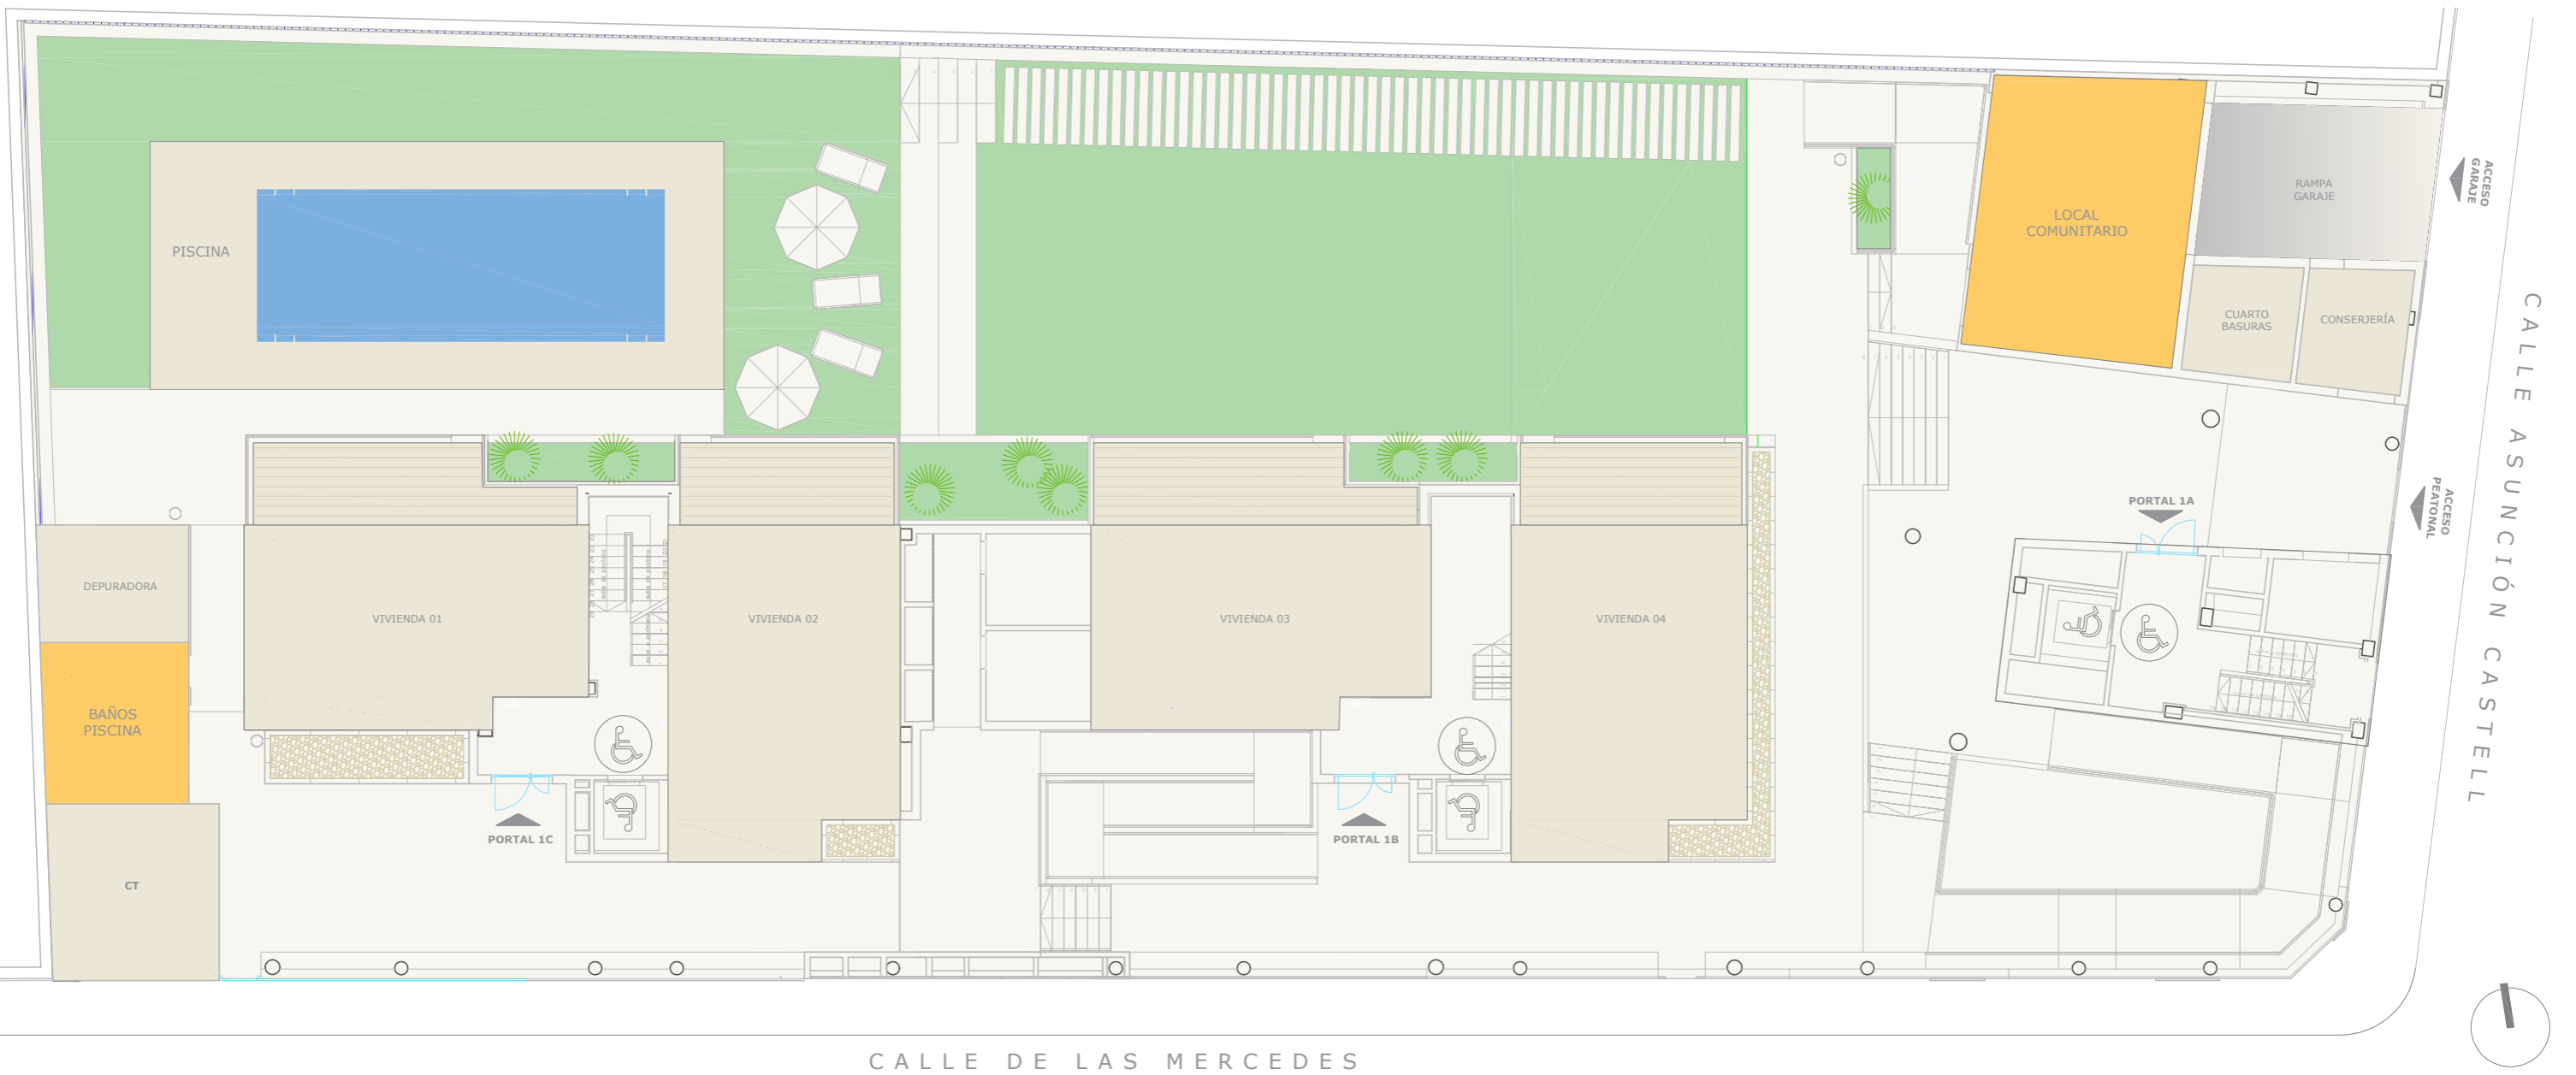 ACCESO
GARAJE
RAMPA
GARAJE
LOCAL
COMUNITARIO
PISCINA
CUARTO
BASURAS
CONSERJERÍA
CALLE ASUNCIÓN CASTELL
PORTAL 1A
ACCESO
PEATONAL
DEPURADORA
VIVIENDA 01
VIVIENDA 02
VIVIENDA 03
VIVIENDA 04
BAÑOS
PISCINA
PORTAL 1C
PORTAL 1B
CT
CALLE DE LAS MERCEDES